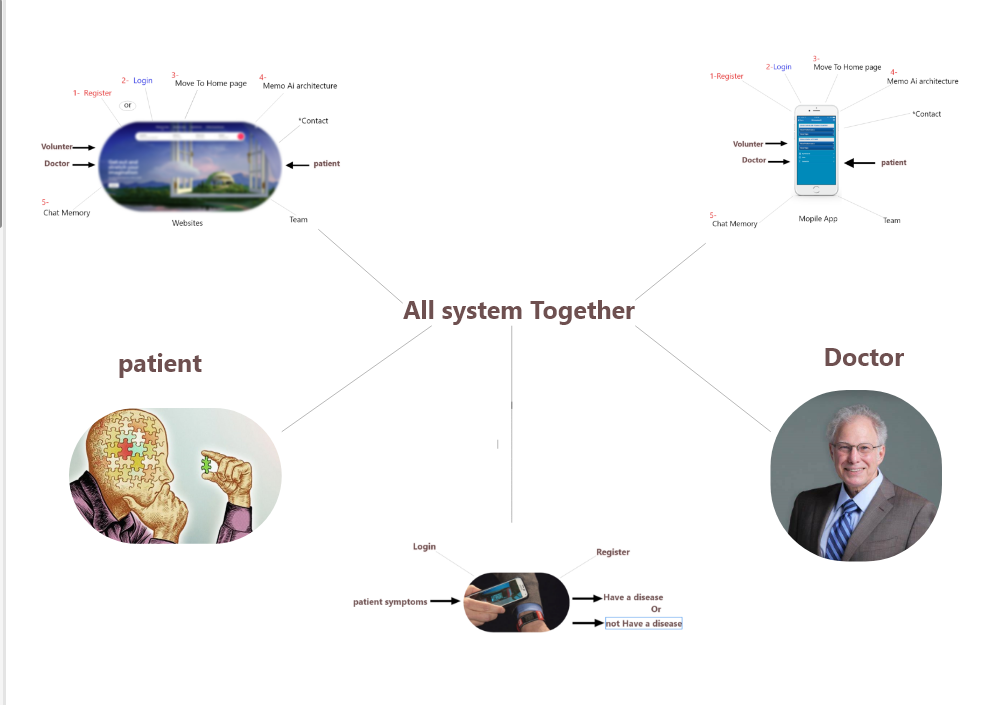 1- Register
2- Login
3-
Move To Home page
4-
Memo Ai architecture
or
*Contact
Volunter
Doctor
patient
5-
Chat Memory
Websites
Team
1-Register
2-Login
3-
Move To Home page
4-
Memo Ai architecture
*Contact
Volunter
Doctor
patient
5-
Chat Memory
Mopile App
Team
All system Together
patient
Doctor
Login
Register
patient symptoms
Have a disease
Or
not Have a disease